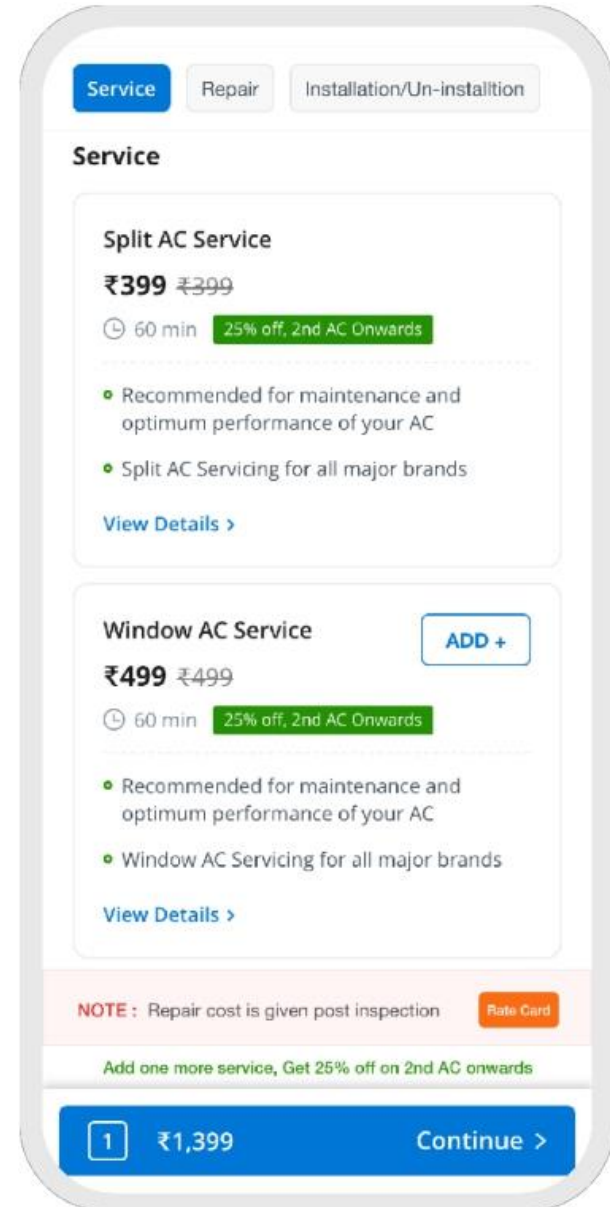 Service Repair Installation/Un-installtion
Service
Split AC Service
₹399 ₹399
60 min 25% off, 2nd AC Onwards
Recommended for maintenance and
optimum performance of your AC
Split AC Servicing for all major brands
View Details >
Window AC Service ADD +
₹499 ₹499
60 min 25% off, 2nd AC Onwards
Recommended for maintenance and
optimum performance of your AC
Window AC Servicing for all major brands
View Details >
NOTE : Repair cost is given post inspection Rate Card
Add one more service, Get 25% off on 2nd AC onwards
1 ₹1,399 Continue >